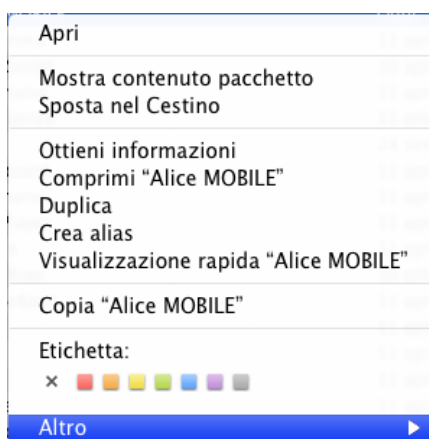 Apri
Mostra contenuto pacchetto
Sposta nel Cestino
Ottieni informazioni
Comprimi “Alice MOBILE”
Duplica
Crea alias
Visualizzazione rapida “Alice MOBILE”
Copia “Alice MOBILE”
Etichetta:
Altro